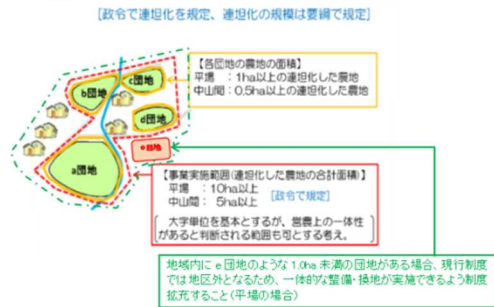 [政令で連坦化を規定、連坦化の規模は要綱で規定]
【各団地の農地の面積】
平場 ：1ha以上の連坦化した農地
中山間：0.5ha以上の連坦化した農地
c団地
b団地
d団地
e団地
a団地
【事業実施範囲(連坦化した農地の合計面積)】
平場 ：10ha以上
中山間： 5ha以上
[政令で規定]
大字単位を基本とするが、営農上の一体性
があると判断される範囲も可とする考え。
地域内にe団地のような1.0ha未満の団地がある場合、現行制度
では地区外となるため、一体的な整備・換地が実施できるよう制度
拡充すること(平場の場合)